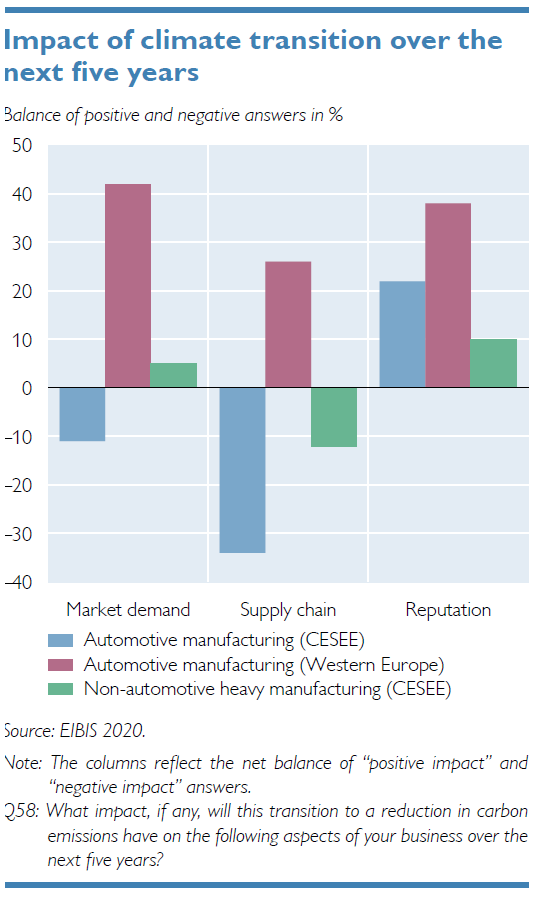 Impact of climate transition over the
next five years
Balance of positive and negative answers in %
50
40
30
20
10
0
–10
–20
–30
–40
Market demand
Supply chain
Reputation
Automotive manufacturing (CESEE)
Automotive manufacturing (Western Europe)
Non-automotive heavy manufacturing (CESEE)
Source: EIBIS 2020.
Note: The columns reflect the net balance of “positive impact” and
“negative impact” answers.
Q58: What impact, if any, will this transition to a reduction in carbon
emissions have on the following aspects of your business over the
next five years?